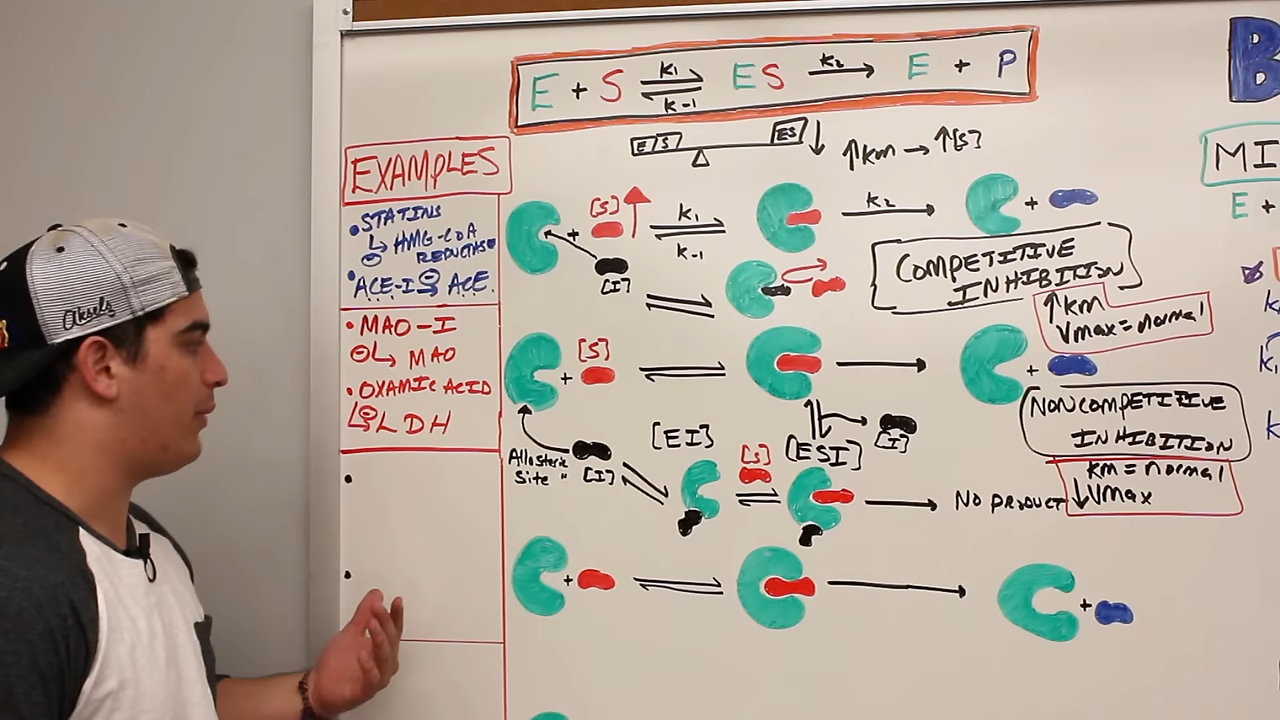 E + S k1 k-1 ES k2 E + P
E S ES ↓
↑Km → ↑[S]
EXAMPLES
• STATINS
↳ HMG-COA
⊖ REDUCTASE
• ACE-I ⊖ ACE.
• MAO-I
⊖↳ MAO
• OXAMIC ACID
⊖ LDH
+ [S] k1 k-1 k2 +
[I]
COMPETITIVE
INHIBITION
↑Km
Vmax = normal
+ [S] +
NONCOMPETITIVE
INHIBITION
Km = normal
↓Vmax
Allosteric
Site "
[I]
[EI]
[S]
[ESI]
[I]
NO PRODUCT
+ +
B
MI
E +
K
K1
Aksels